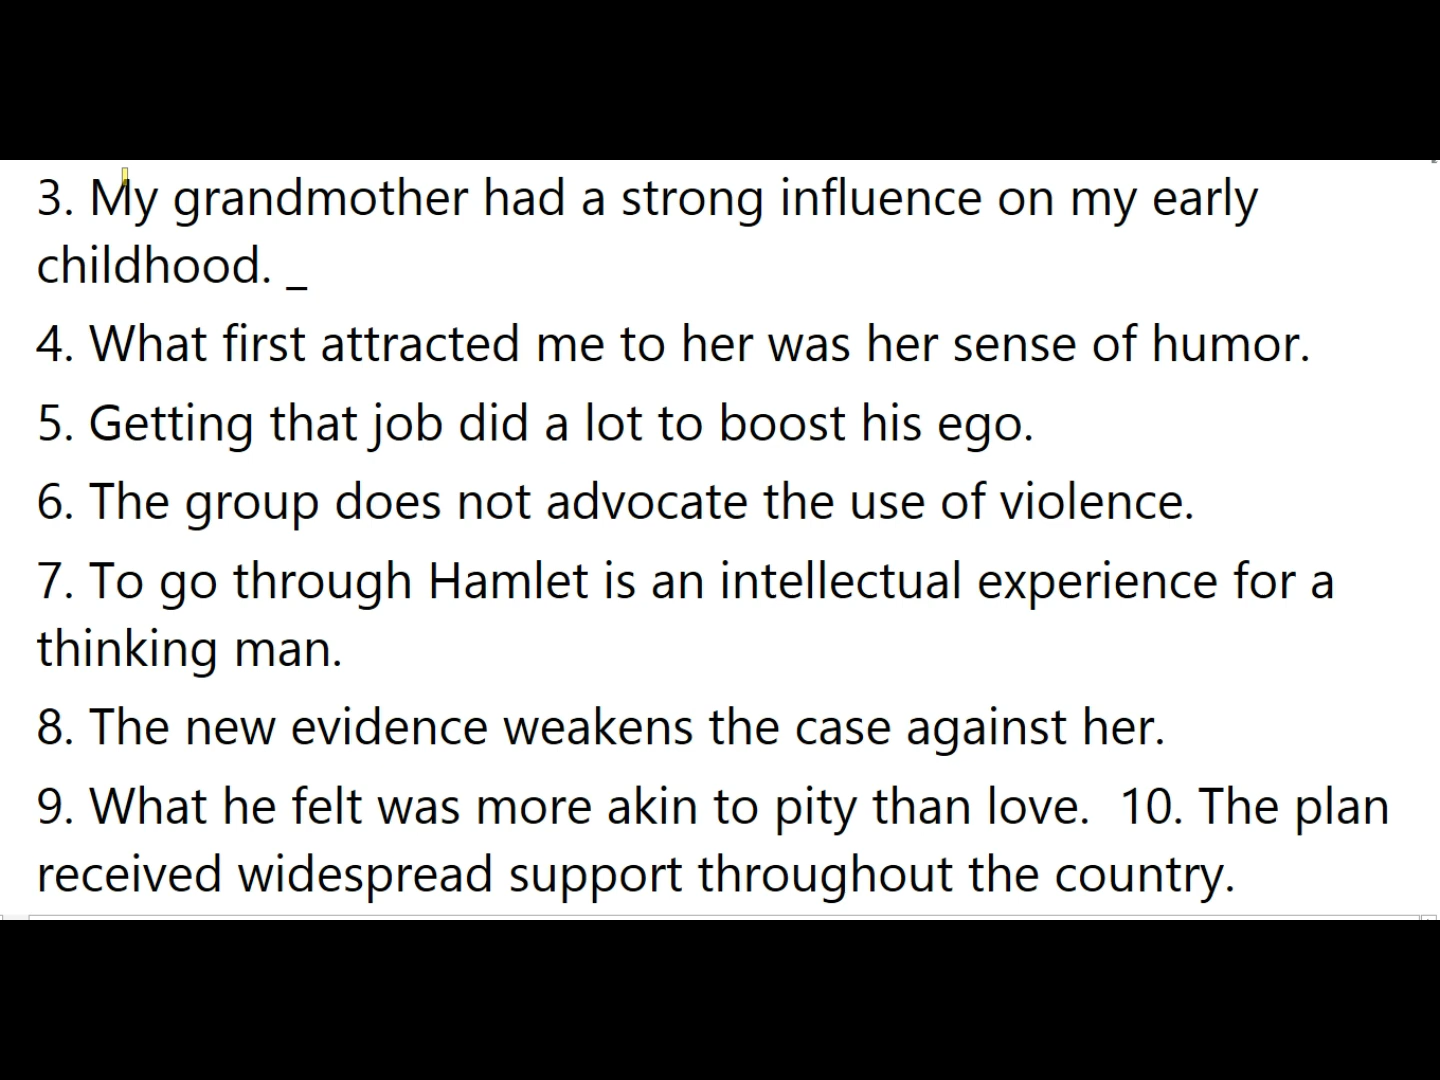 3. My grandmother had a strong influence on my early
childhood. _
4. What first attracted me to her was her sense of humor.
5. Getting that job did a lot to boost his ego.
6. The group does not advocate the use of violence.
7. To go through Hamlet is an intellectual experience for a
thinking man.
8. The new evidence weakens the case against her.
9. What he felt was more akin to pity than love.  10. The plan
received widespread support throughout the country.